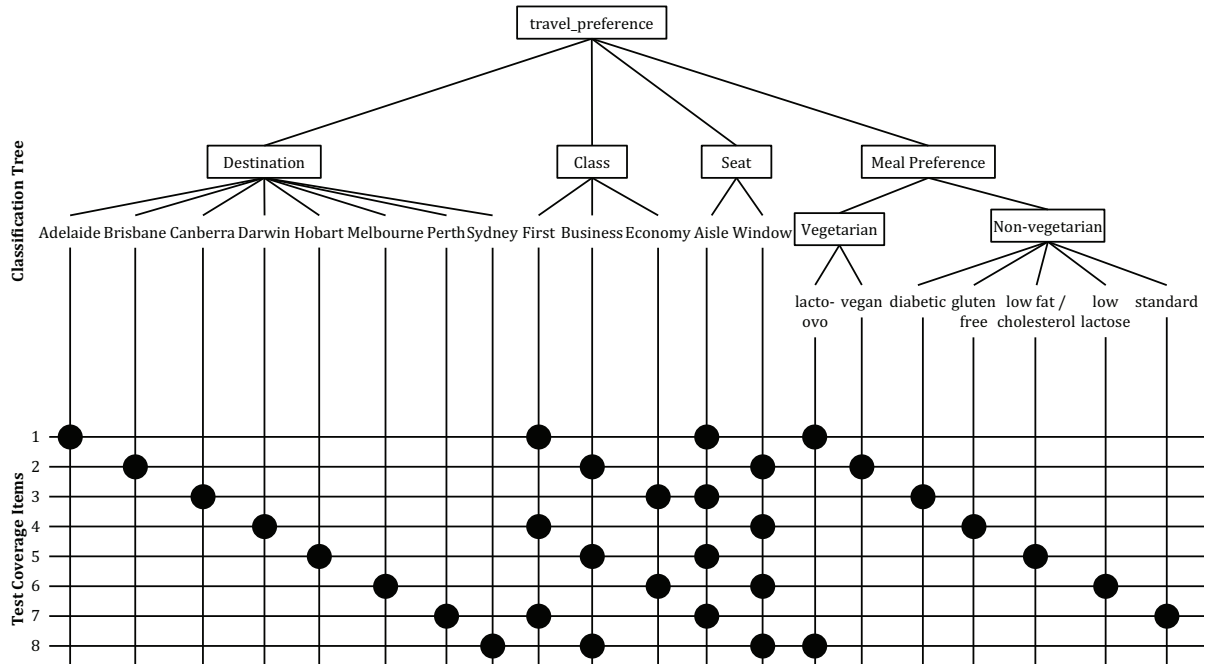 travel_preference
Classification Tree
Destination
Class
Seat
Meal Preference
Adelaide Brisbane Canberra Darwin Hobart Melbourne Perth Sydney First Business Economy Aisle Window
Vegetarian
Non-vegetarian
lacto-
ovo
vegan
diabetic
gluten
free
low fat /
cholesterol
low
lactose
standard
Test Coverage Items
1
2
3
4
5
6
7
8